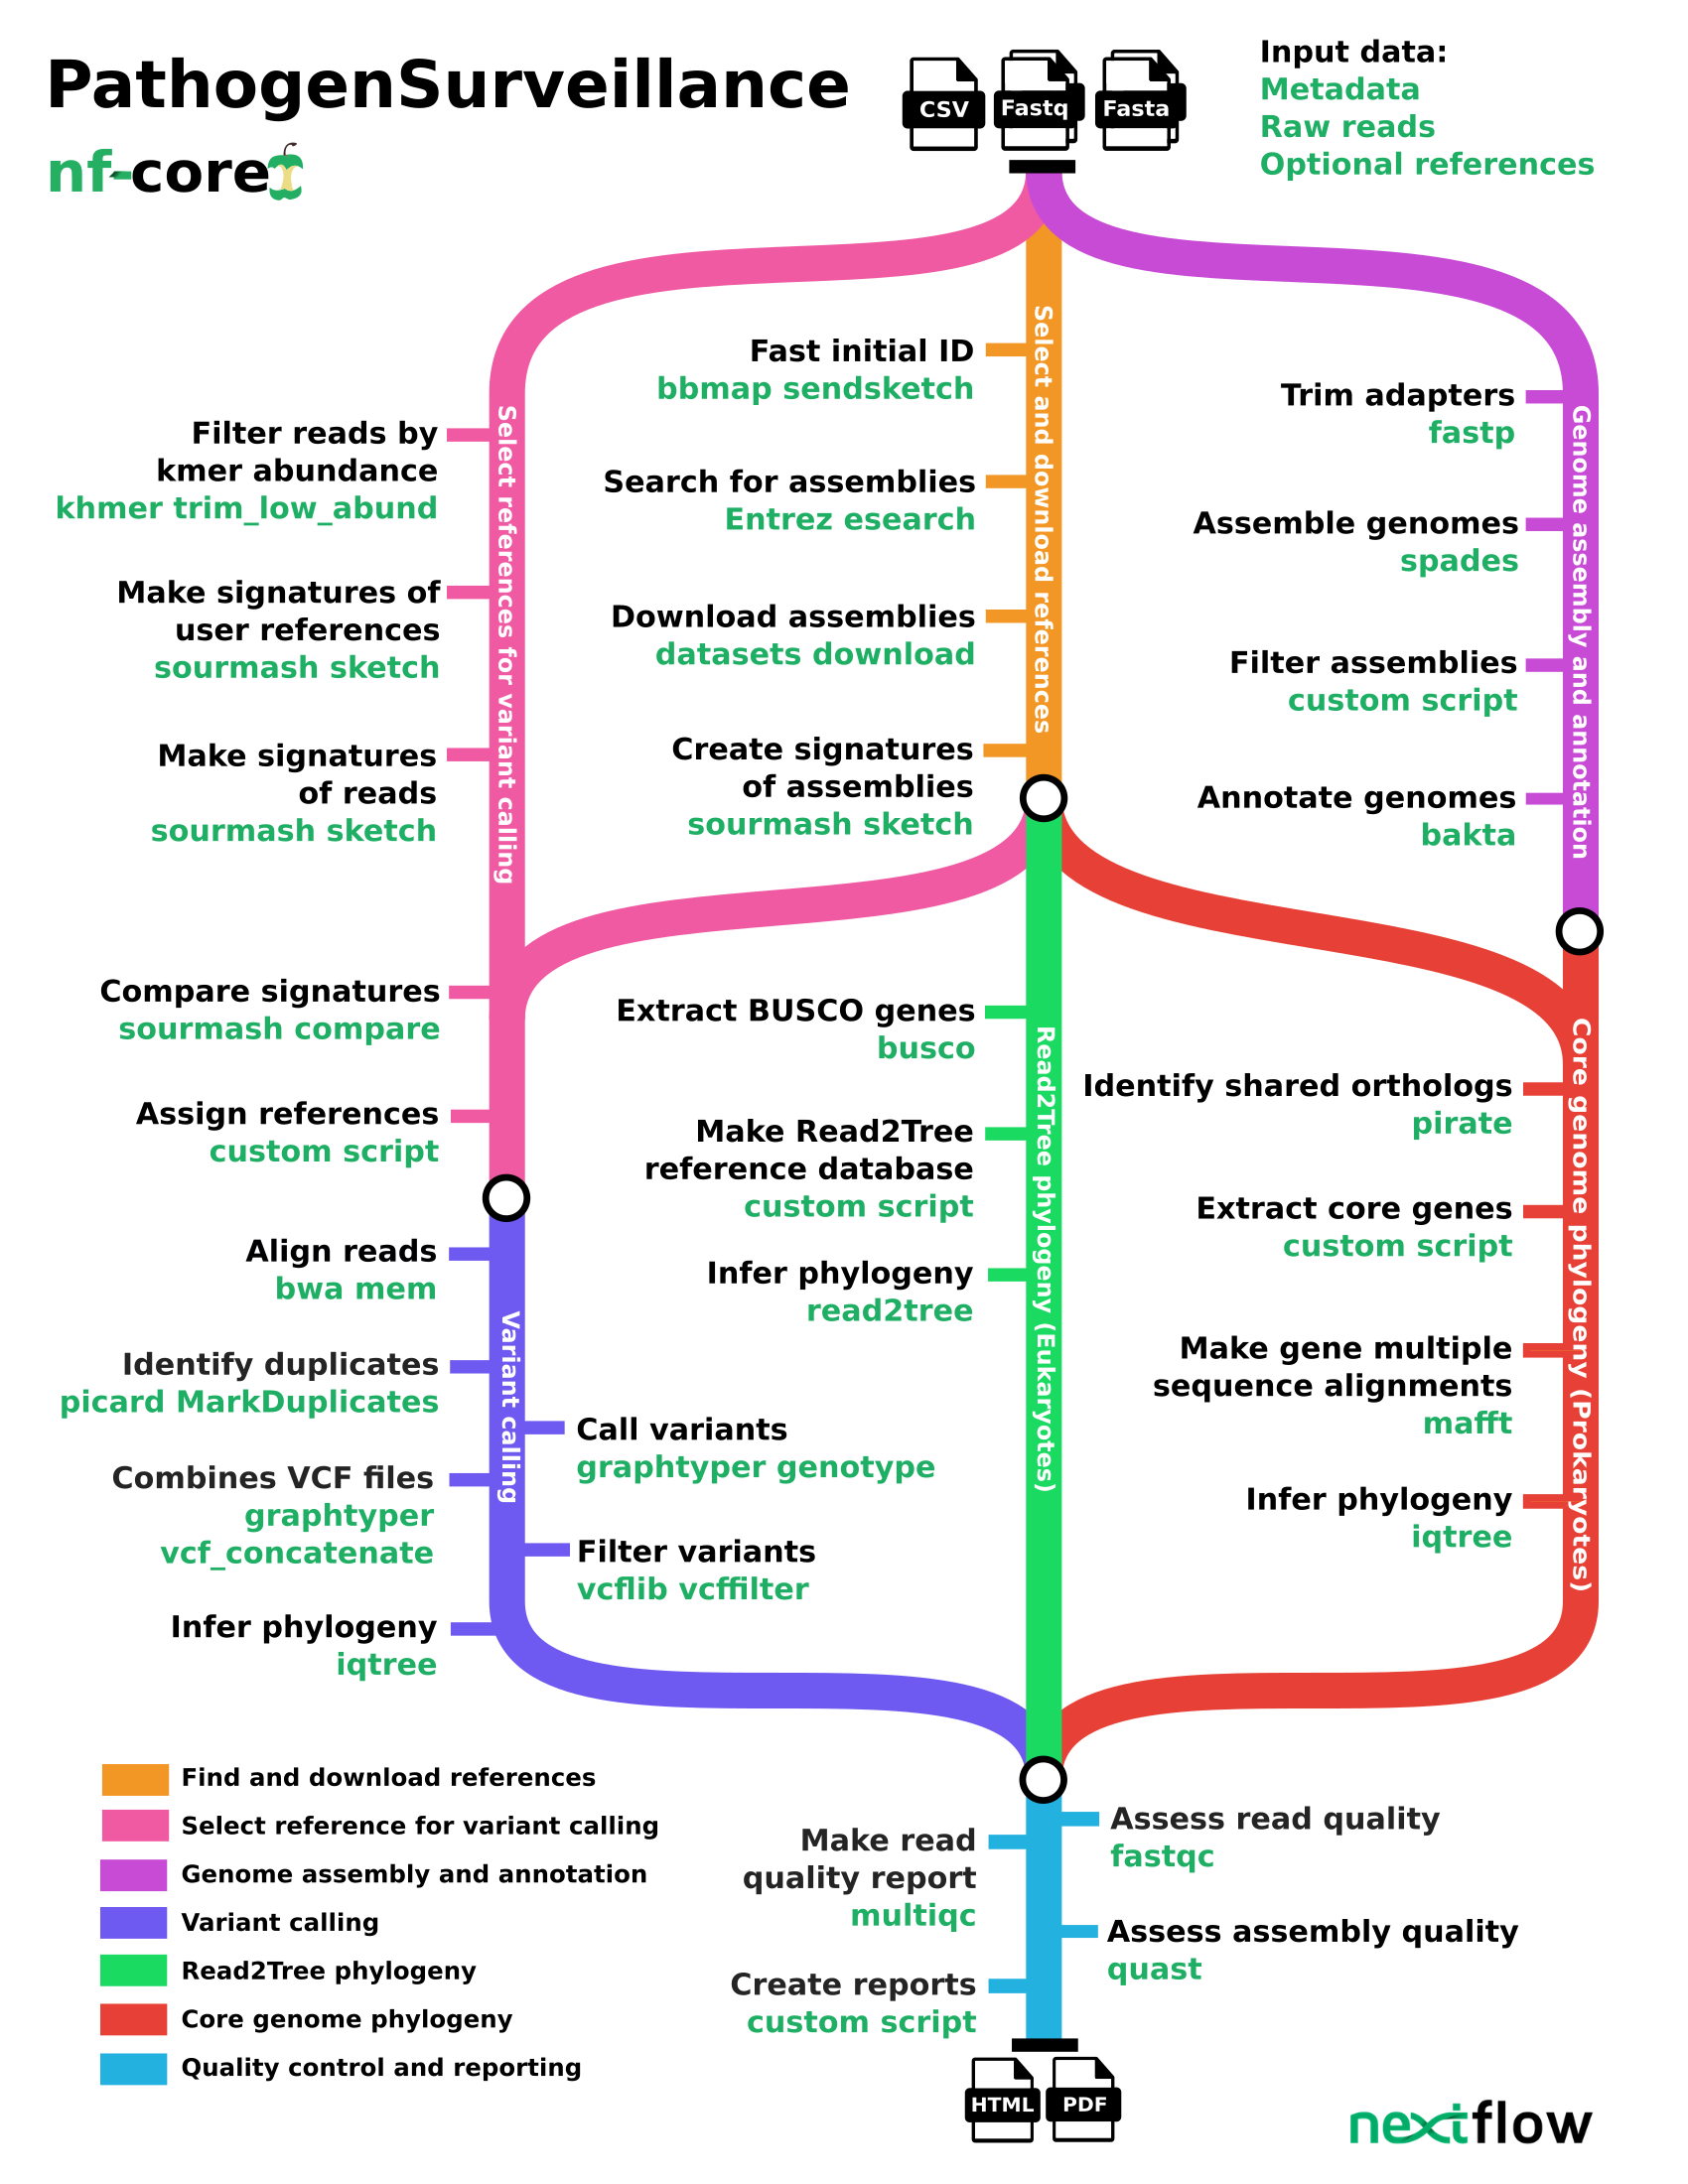 PathogenSurveillance
nf-core
CSV
Fastq
Fasta
Input data:
Metadata
Raw reads
Optional references
Select references for variant calling
Filter reads by
kmer abundance
khmer trim_low_abund
Make signatures of
user references
sourmash sketch
Make signatures
of reads
sourmash sketch
Compare signatures
sourmash compare
Assign references
custom script
Select and download references
Fast initial ID
bbmap sendsketch
Search for assemblies
Entrez esearch
Download assemblies
datasets download
Create signatures
of assemblies
sourmash sketch
Genome assembly and annotation
Trim adapters
fastp
Assemble genomes
spades
Filter assemblies
custom script
Annotate genomes
bakta
Variant calling
Align reads
bwa mem
Identify duplicates
picard MarkDuplicates
Call variants
graphtyper genotype
Combines VCF files
graphtyper
vcf_concatenate
Filter variants
vcflib vcffilter
Infer phylogeny
iqtree
Read2Tree phylogeny (Eukaryotes)
Extract BUSCO genes
busco
Make Read2Tree
reference database
custom script
Infer phylogeny
read2tree
Core genome phylogeny (Prokaryotes)
Identify shared orthologs
pirate
Extract core genes
custom script
Make gene multiple
sequence alignments
mafft
Infer phylogeny
iqtree
Find and download references
Select reference for variant calling
Genome assembly and annotation
Variant calling
Read2Tree phylogeny
Core genome phylogeny
Quality control and reporting
Assess read quality
fastqc
Make read
quality report
multiqc
Assess assembly quality
quast
Create reports
custom script
HTML
PDF
nextflow